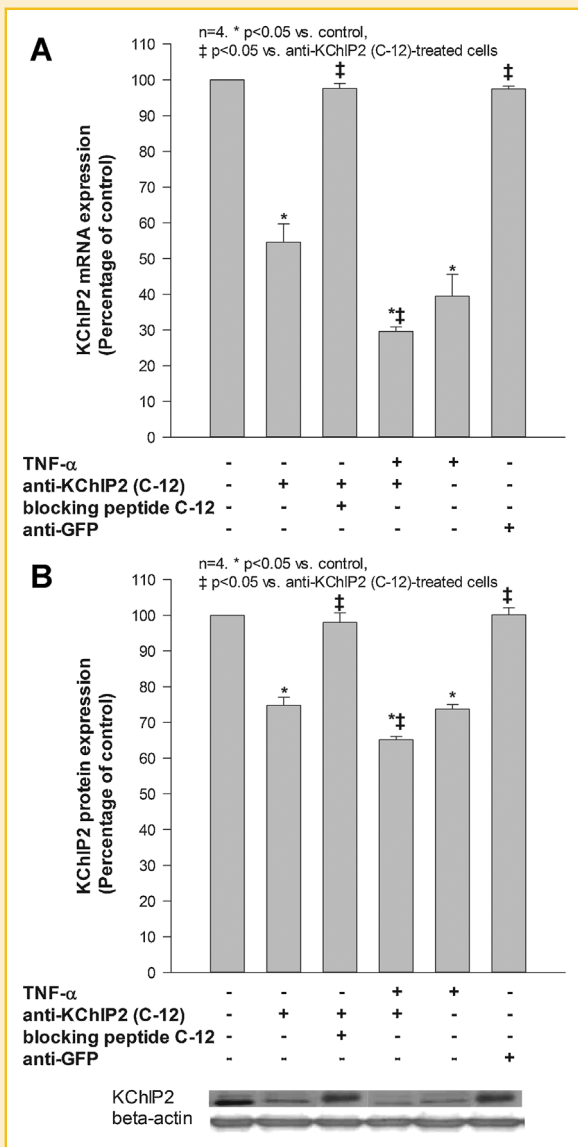 A
n=4. * p<0.05 vs. control,
‡ p<0.05 vs. anti-KChIP2 (C-12)-treated cells
KChIP2 mRNA expression
(Percentage of control)
110
100
90
80
70
60
50
40
30
20
10
0
* ‡ *‡ * ‡
TNF-α - - - + + -
anti-KChIP2 (C-12) - + + + - -
blocking peptide C-12 - - + - - -
anti-GFP - - - - - +
B
n=4. * p<0.05 vs. control,
‡ p<0.05 vs. anti-KChIP2 (C-12)-treated cells
KChIP2 protein expression
(Percentage of control)
110
100
90
80
70
60
50
40
30
20
10
0
* ‡ *‡ * ‡
TNF-α - - - + + -
anti-KChIP2 (C-12) - + + + - -
blocking peptide C-12 - - + - - -
anti-GFP - - - - - +
KChIP2
beta-actin